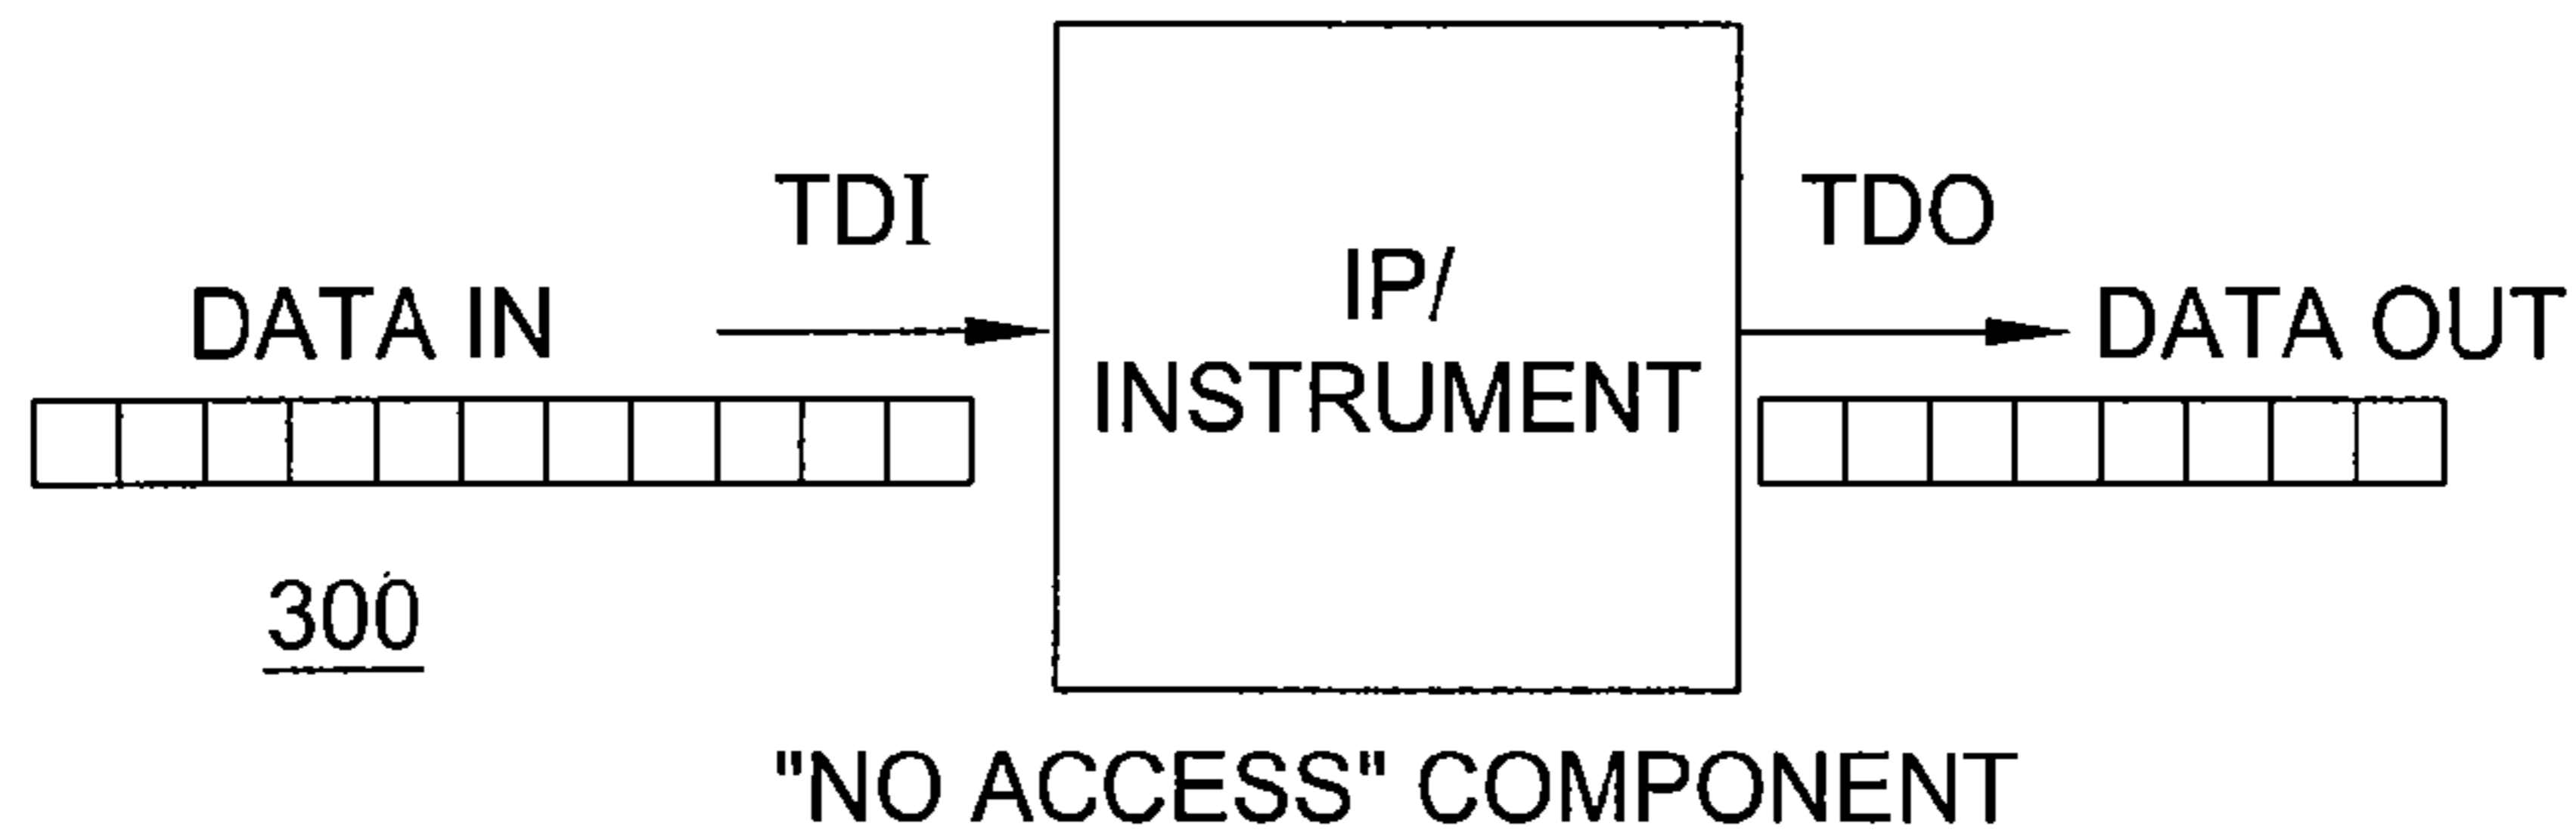 TDI
TDO
DATA IN
IP/
INSTRUMENT
DATA OUT
300
"NO ACCESS" COMPONENT